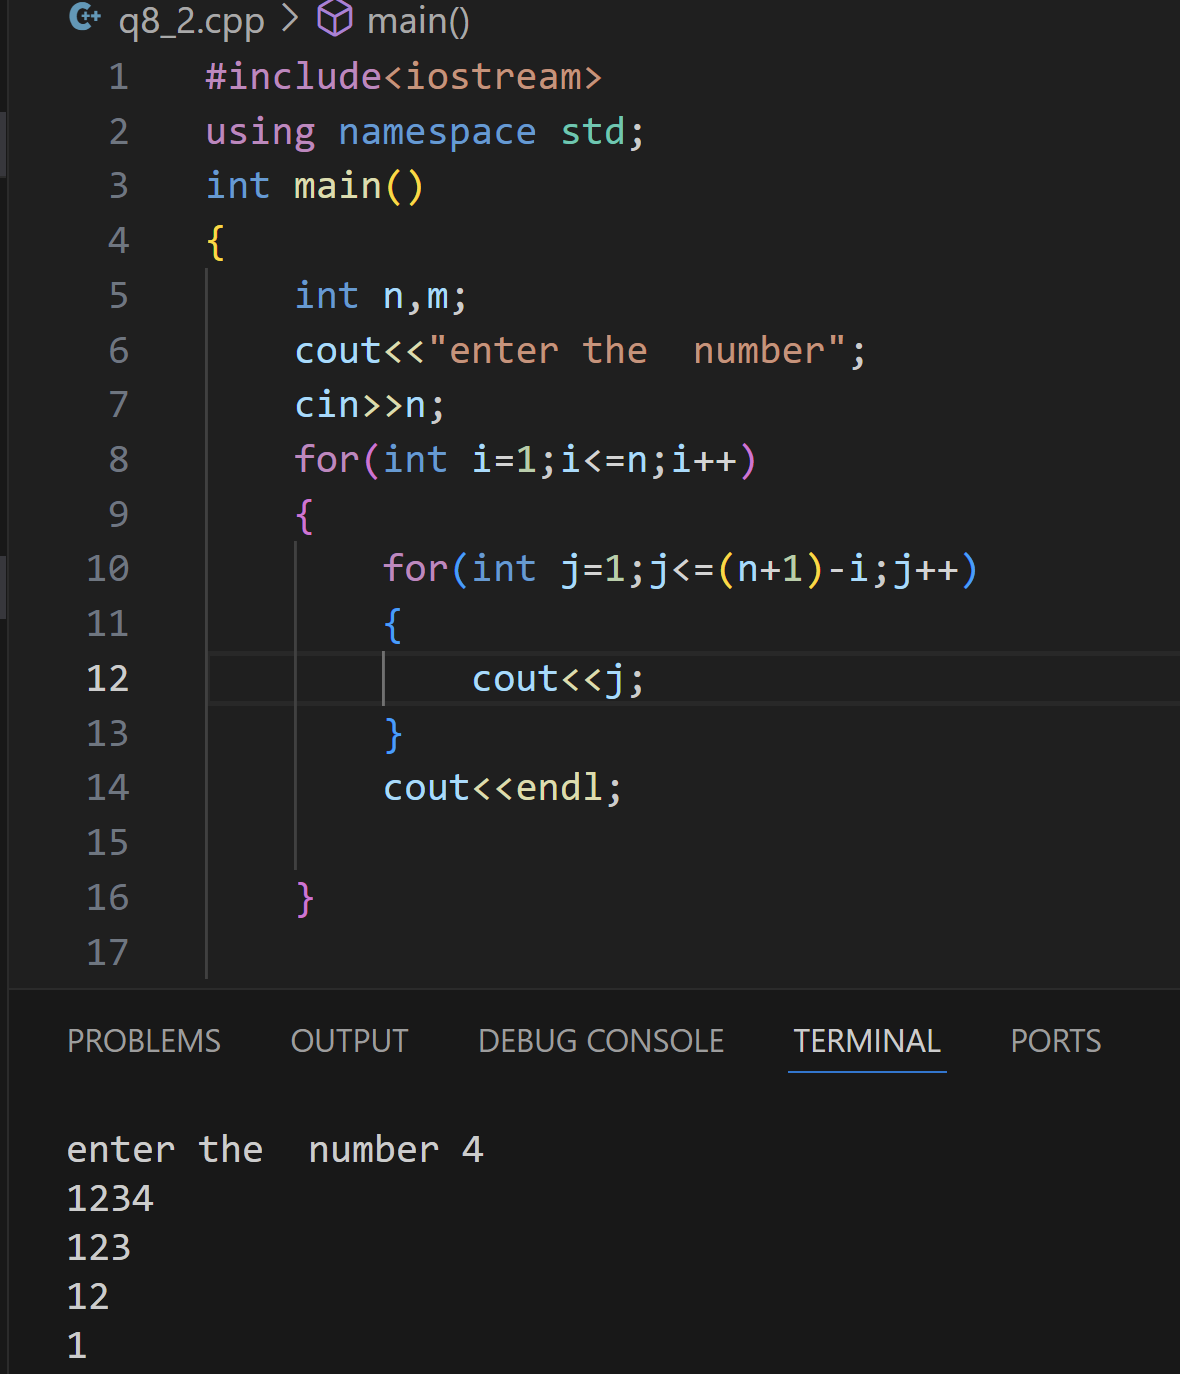 q8_2.cpp > main()
1 #include<iostream>
2 using namespace std;
3 int main()
4 {
5     int n,m;
6     cout<<"enter the  number";
7     cin>>n;
8     for(int i=1;i<=n;i++)
9     {
10         for(int j=1;j<=(n+1)-i;j++)
11         {
12             cout<<j;
13         }
14         cout<<endl;
15
16     }
17
PROBLEMS OUTPUT DEBUG CONSOLE TERMINAL PORTS
enter the  number 4
1234
123
12
1